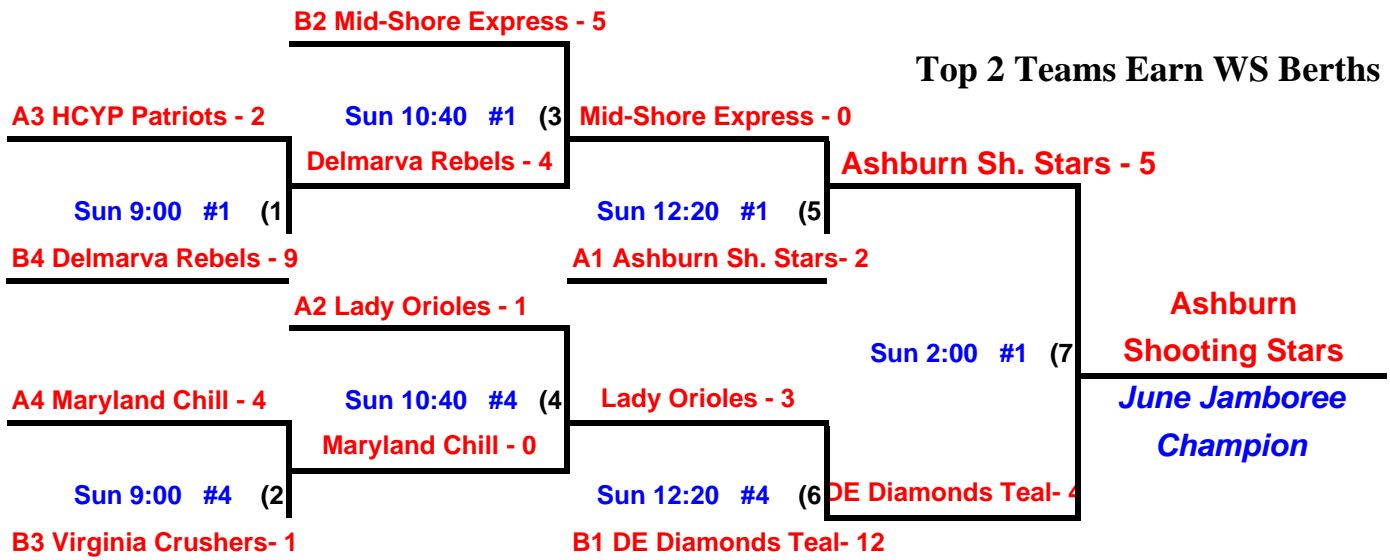 B2 Mid-Shore Express - 5
Top 2 Teams Earn WS Berths
A3 HCYP Patriots - 2
Sun 10:40 #1 (3
Mid-Shore Express - 0
Delmarva Rebels - 4
Ashburn Sh. Stars - 5
Sun 9:00 #1 (1
Sun 12:20 #1 (5
B4 Delmarva Rebels - 9
A1 Ashburn Sh. Stars- 2
A2 Lady Orioles - 1
Ashburn
Shooting Stars
Sun 2:00 #1 (7
A4 Maryland Chill - 4
Sun 10:40 #4 (4
Lady Orioles - 3
June Jamboree
Champion
Maryland Chill - 0
Sun 9:00 #4 (2
Sun 12:20 #4 (6
DE Diamonds Teal- 4
B3 Virginia Crushers- 1
B1 DE Diamonds Teal- 12